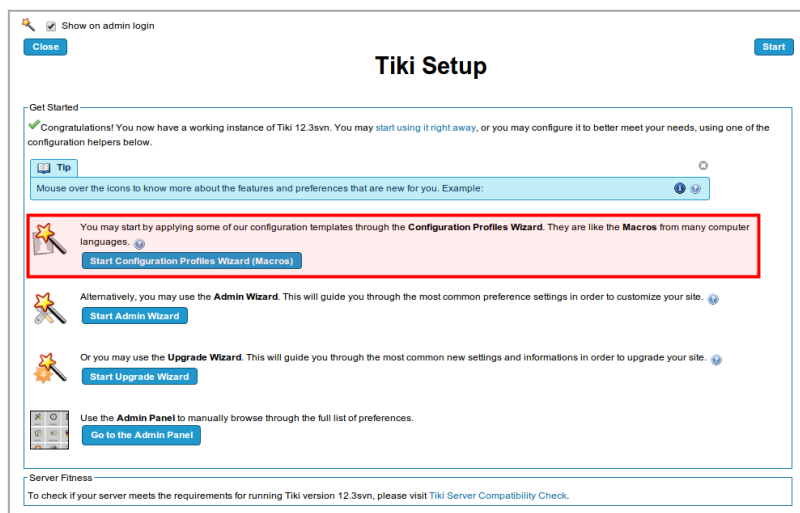 Show on admin login
Close
Start
Tiki Setup
Get Started
Congratulations! You now have a working instance of Tiki 12.3svn. You may start using it right away, or you may configure it to better meet your needs, using one of the
configuration helpers below.
Tip
Mouse over the icons to know more about the features and preferences that are new for you. Example:
You may start by applying some of our configuration templates through the Configuration Profiles Wizard. They are like the Macros from many computer
languages.
Start Configuration Profiles Wizard (Macros)
Alternatively, you may use the Admin Wizard. This will guide you through the most common preference settings in order to customize your site.
Start Admin Wizard
Or you may use the Upgrade Wizard. This will guide you through the most common new settings and informations in order to upgrade your site.
Start Upgrade Wizard
Use the Admin Panel to manually browse through the full list of preferences.
Go to the Admin Panel
Server Fitness
To check if your server meets the requirements for running Tiki version 12.3svn, please visit Tiki Server Compatibility Check.